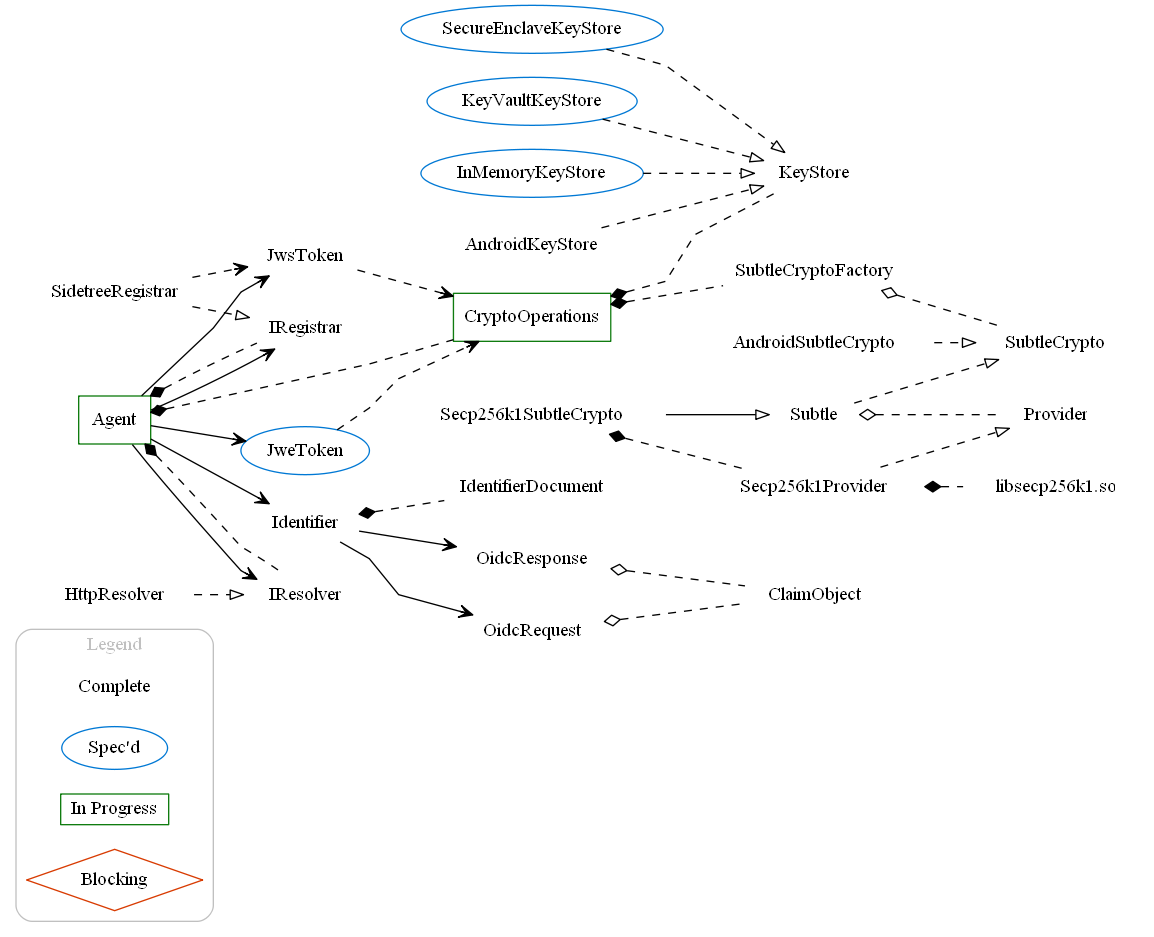 SecureEnclaveKeyStore
KeyVaultKeyStore
InMemoryKeyStore
KeyStore
AndroidKeyStore
JwsToken
SubtleCryptoFactory
SidetreeRegistrar
CryptoOperations
IRegistrar
AndroidSubtleCrypto
SubtleCrypto
Agent
Secp256k1SubtleCrypto
Subtle
Provider
JweToken
IdentifierDocument
Secp256k1Provider
libsecp256k1.so
Identifier
OidcResponse
HttpResolver
IResolver
ClaimObject
OidcRequest
Legend
Complete
Spec'd
In Progress
Blocking